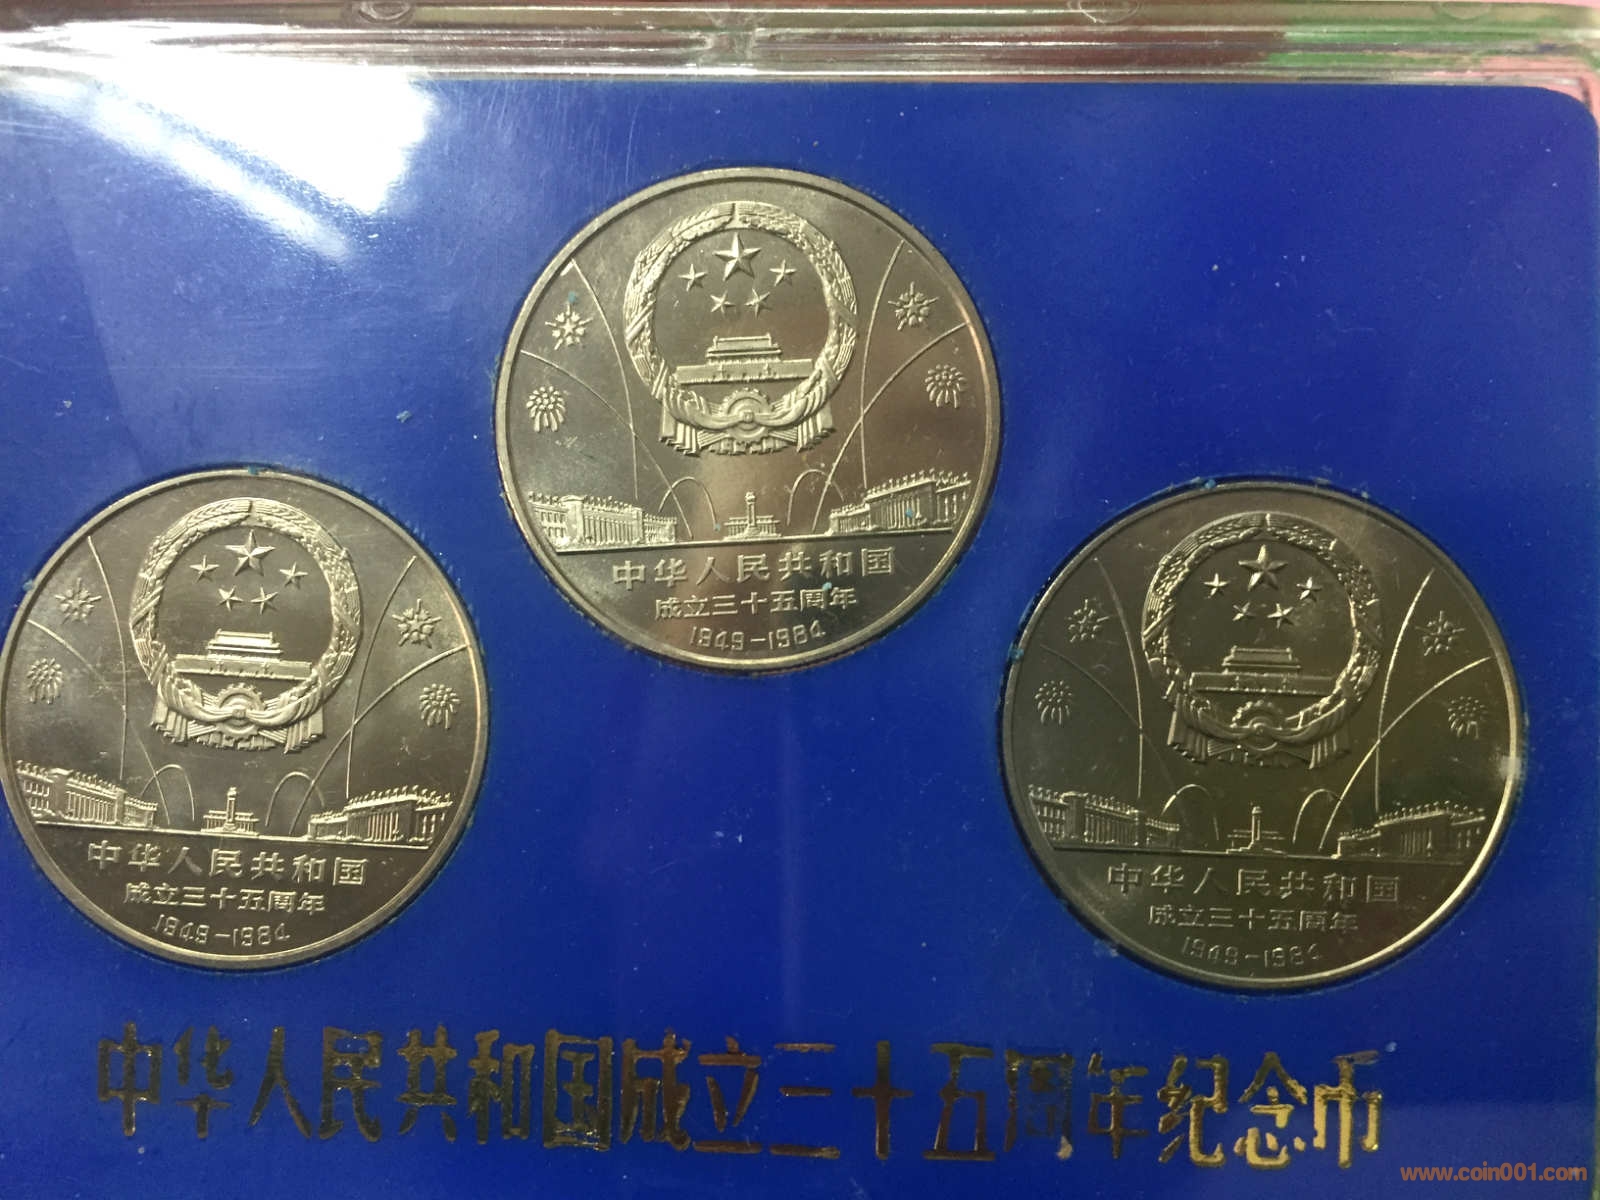 中华人民共和国
成立三十五周年
1949-1984
中华人民共和国
成立三十五周年
1949-1984
中华人民共和国
成立三十五周年
1949-1984
中华人民共和国成立三十五周年纪念币
www.coin001.com